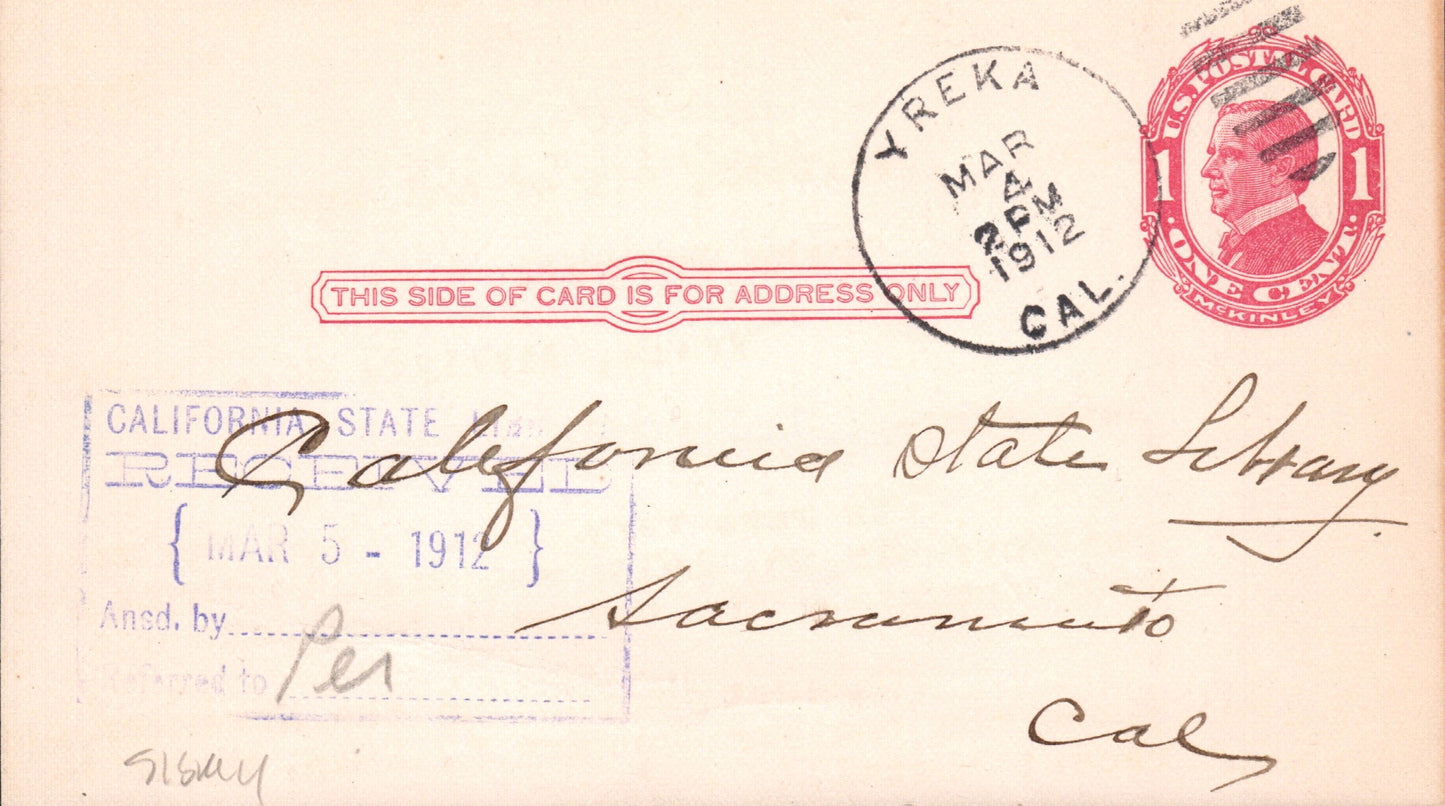 YREKA
MAR
4
2 PM
1912
CAL.
U.S. POSTAL CARD
1 1
ONE CENT
McKINLEY
THIS SIDE OF CARD IS FOR ADDRESS ONLY
CALIFORNIA STATE
RECEIVED
{ MAR 5 - 1912 }
Ansd. by
Referred to Per
California State Library
Sacramento
Cal